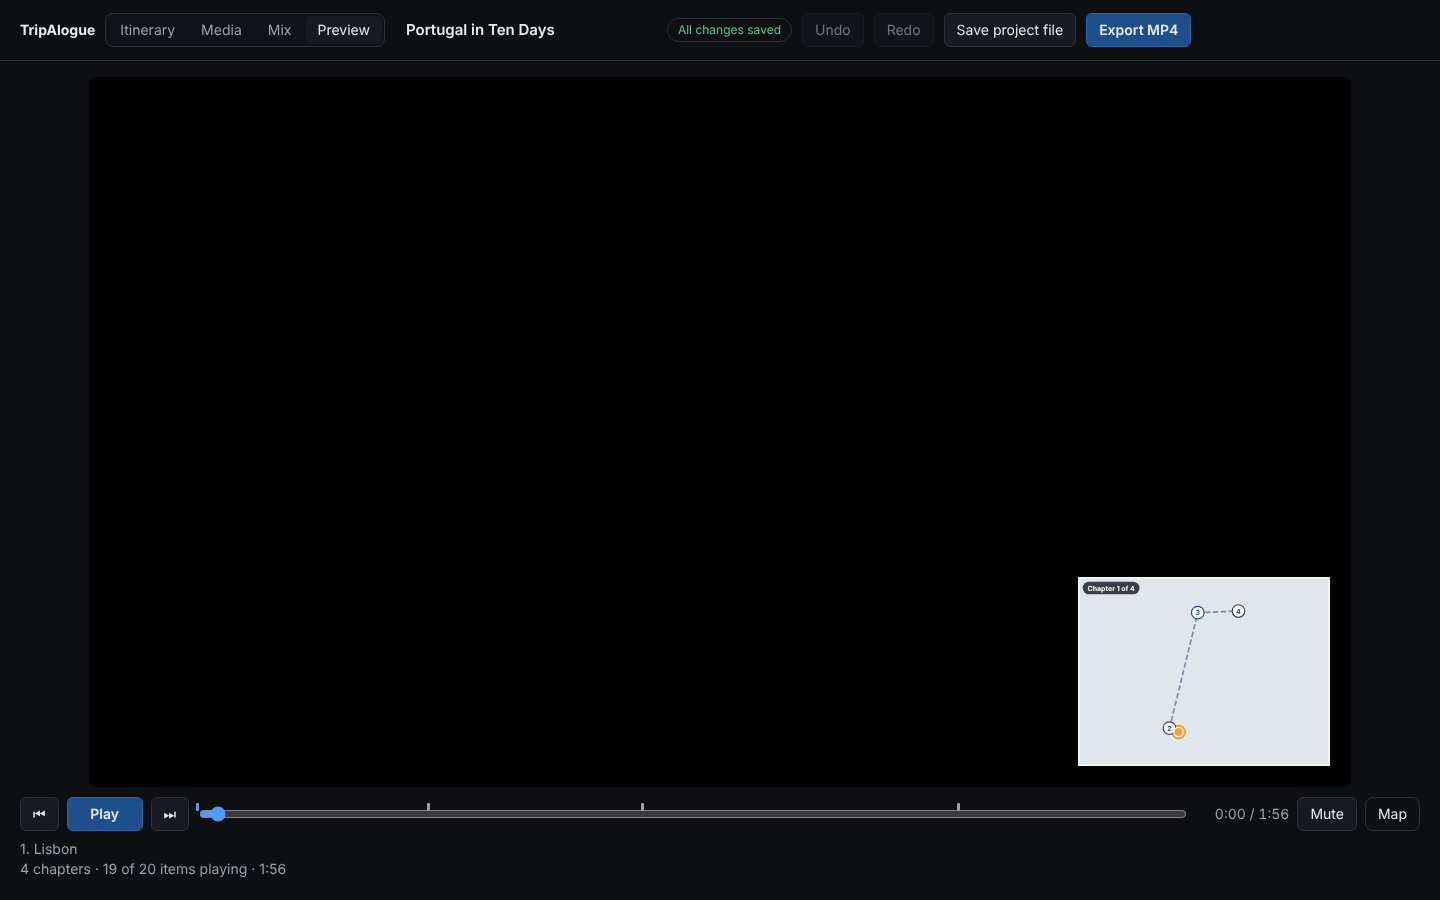 TripAlogue Itinerary Media Mix Preview Portugal in Ten Days All changes saved Undo Redo Save project file Export MP4
Chapter 1 of 4
3 4
2
Play 0:00 / 1:56 Mute Map
1. Lisbon
4 chapters · 19 of 20 items playing · 1:56